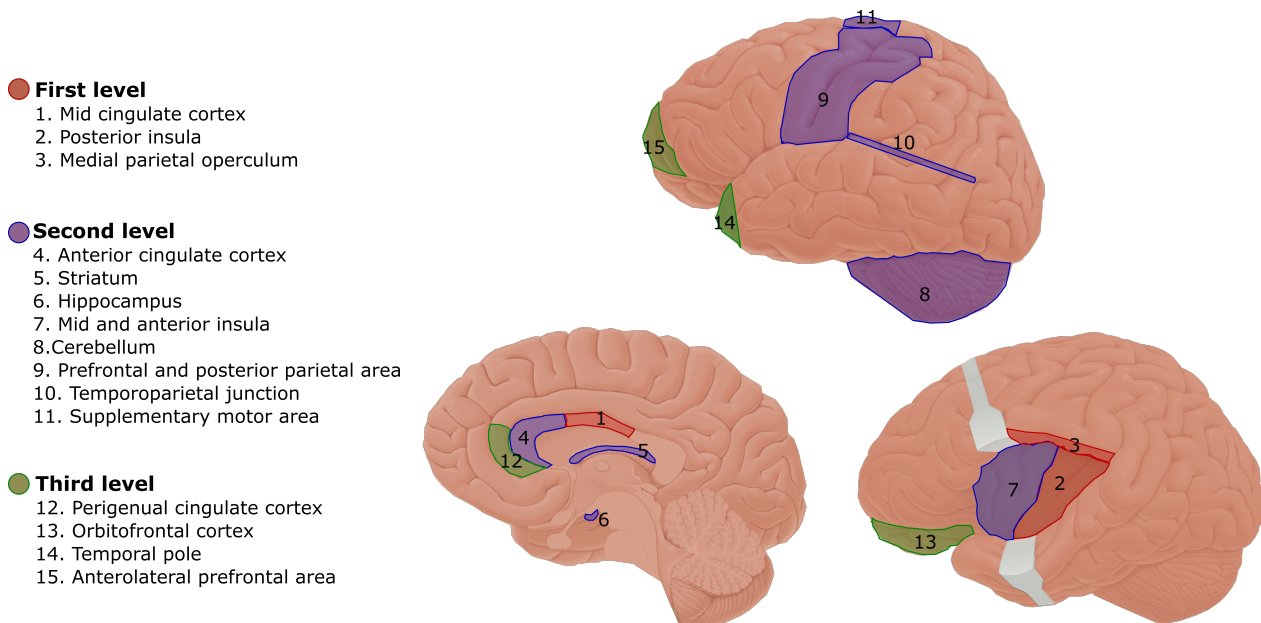 First level
1. Mid cingulate cortex
2. Posterior insula
3. Medial parietal operculum
Second level
4. Anterior cingulate cortex
5. Striatum
6. Hippocampus
7. Mid and anterior insula
8.Cerebellum
9. Prefrontal and posterior parietal area
10. Temporoparietal junction
11. Supplementary motor area
Third level
12. Perigenual cingulate cortex
13. Orbitofrontal cortex
14. Temporal pole
15. Anterolateral prefrontal area
11
9
10
15
14
8
1
4
5
12
6
3
2
7
13